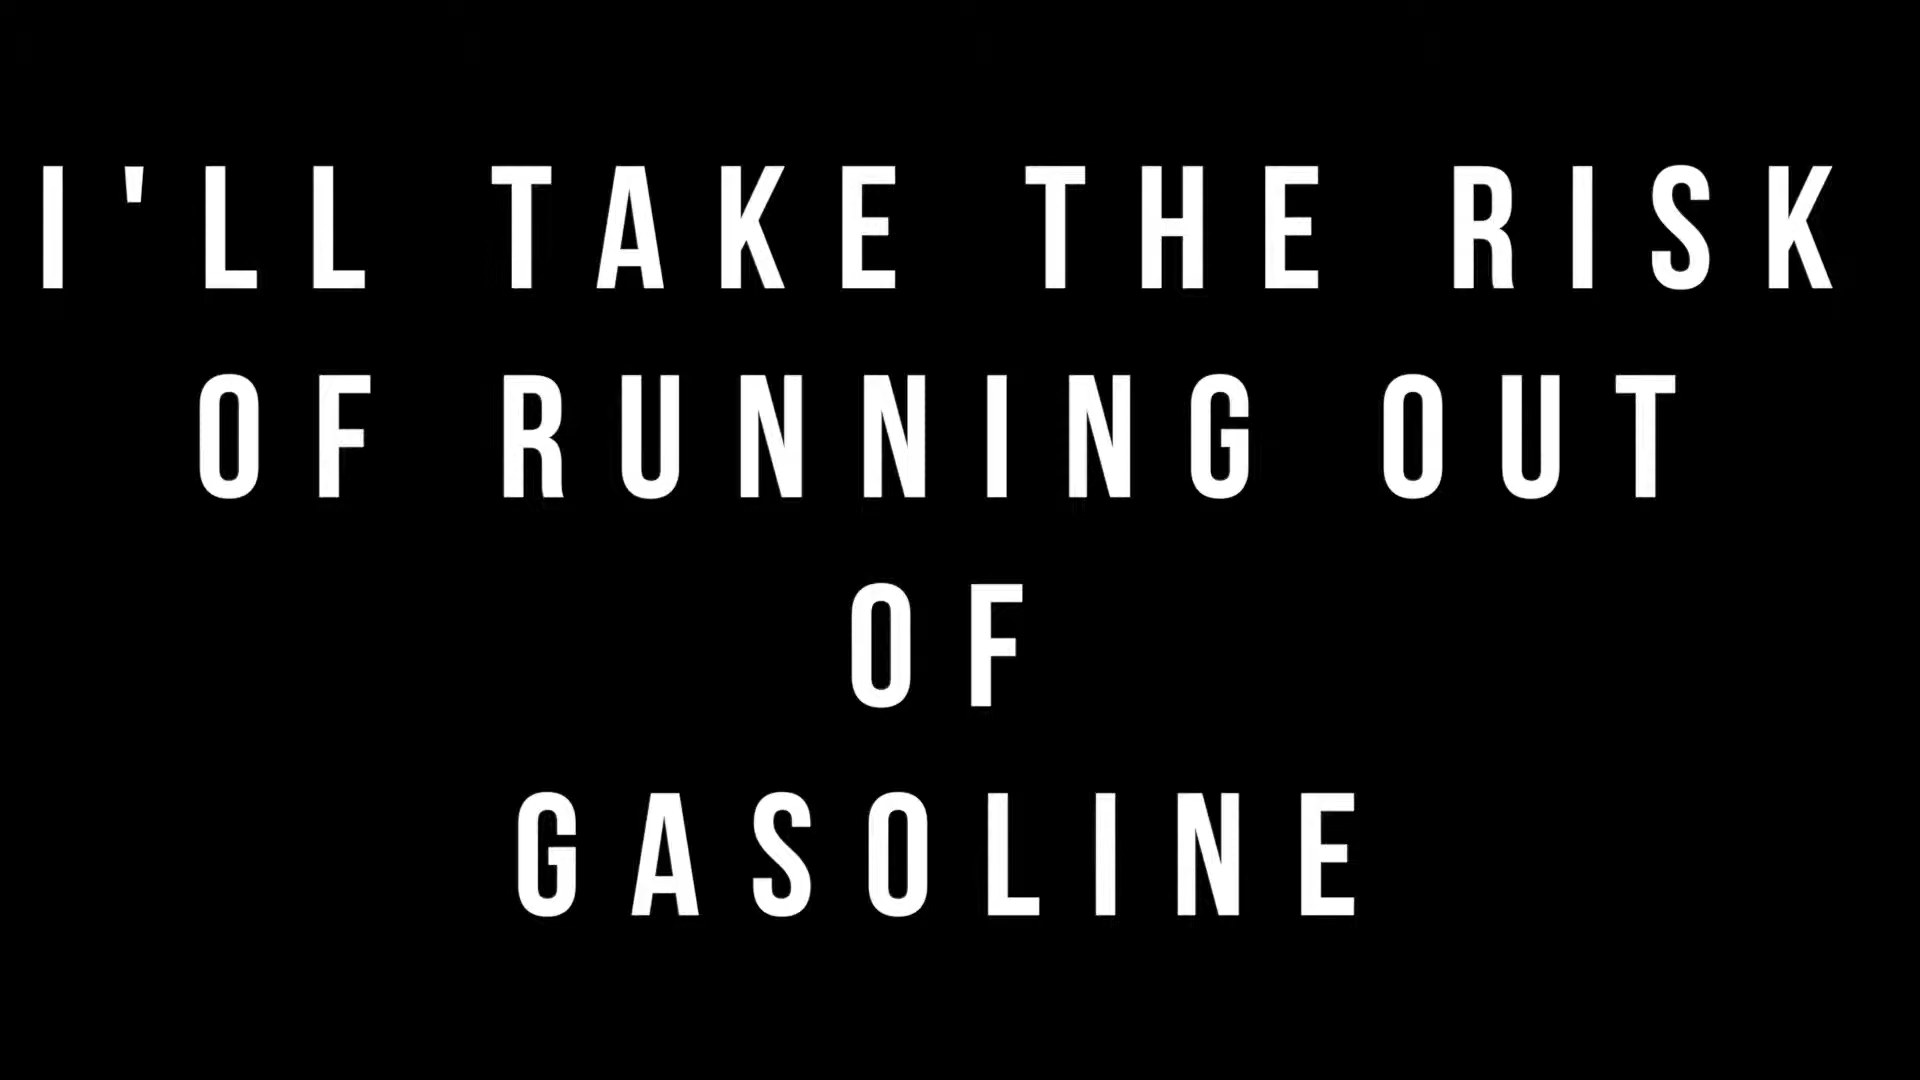 I'LL TAKE THE RISK
OF RUNNING OUT
OF
GASOLINE